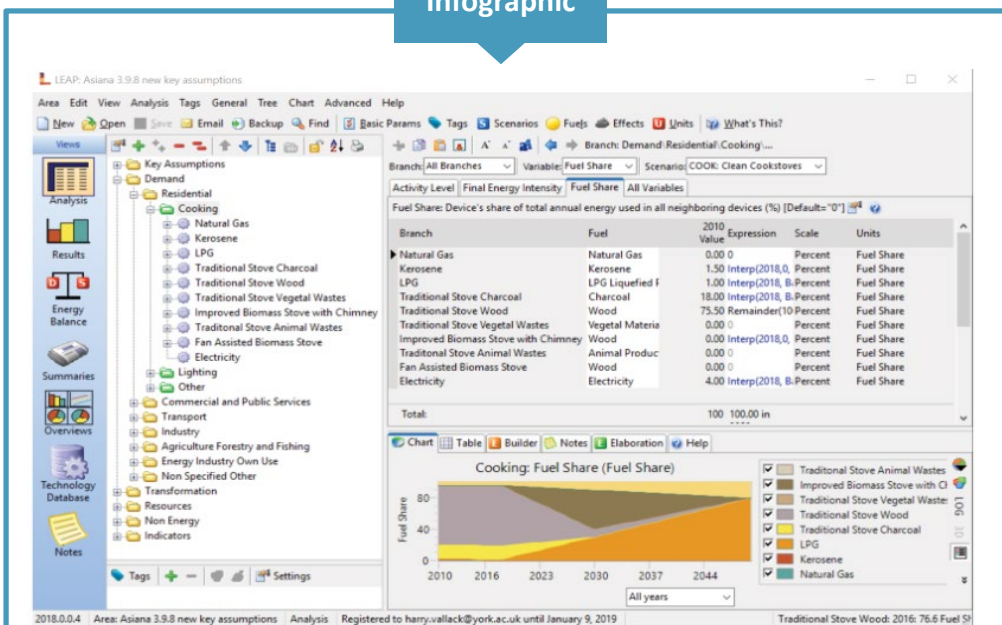 Infographic
LEAP: Asiana 3.9.8 new key assumptions
Area Edit View Analysis Tags General Tree Chart Advanced Help
New Open Save Email Backup Find Basic Params Tags Scenarios Fuels Effects Units What's This?
Views
Analysis
Results
Energy
Balance
Summaries
Overviews
Technology
Database
Notes
Key Assumptions
Demand
Residential
Cooking
Natural Gas
Kerosene
LPG
Traditional Stove Charcoal
Traditional Stove Wood
Traditional Stove Vegetal Wastes
Improved Biomass Stove with Chimney
Traditonal Stove Animal Wastes
Fan Assisted Biomass Stove
Electricity
Lighting
Other
Commercial and Public Services
Transport
Industry
Agriculture Forestry and Fishing
Energy Industry Own Use
Non Specified Other
Transformation
Resources
Non Energy
Indicators
Tags Settings
Branch: Demand\Residential\Cooking\...
Branch: All Branches Variable: Fuel Share Scenario: COOK: Clean Cookstoves
Activity Level Final Energy Intensity Fuel Share All Variables
Fuel Share: Device's share of total annual energy used in all neighboring devices (%) [Default="0"]
Branch Fuel 2010 Value Expression Scale Units
Natural Gas Natural Gas 0.00 0 Percent Fuel Share
Kerosene Kerosene 1.50 Interp(2018,0, Percent Fuel Share
LPG LPG Liquefied P 1.00 Interp(2018, B Percent Fuel Share
Traditional Stove Charcoal Charcoal 18.00 Interp(2018, B Percent Fuel Share
Traditional Stove Wood Wood 75.50 Remainder(10 Percent Fuel Share
Traditional Stove Vegetal Wastes Vegetal Materia 0.00 0 Percent Fuel Share
Improved Biomass Stove with Chimney Wood 0.00 Interp(2018,0, Percent Fuel Share
Traditonal Stove Animal Wastes Animal Produc 0.00 0 Percent Fuel Share
Fan Assisted Biomass Stove Wood 0.00 0 Percent Fuel Share
Electricity Electricity 4.00 Interp(2018, B Percent Fuel Share
Total: 100 100.00 in
Chart Table Builder Notes Elaboration Help
Cooking: Fuel Share (Fuel Share)
Fuel Share
80
40
0
2010 2016 2023 2030 2037 2044
Traditonal Stove Animal Wastes
Improved Biomass Stove with Cl
Traditional Stove Vegetal Waste
Traditional Stove Wood
Traditional Stove Charcoal
LPG
Kerosene
Natural Gas
LOG
3D
All years
2018.0.0.4 Area: Asiana 3.9.8 new key assumptions Analysis Registered to harry.vallack@york.ac.uk until January 9, 2019 Traditional Stove Wood: 2016: 76.6 Fuel Sh